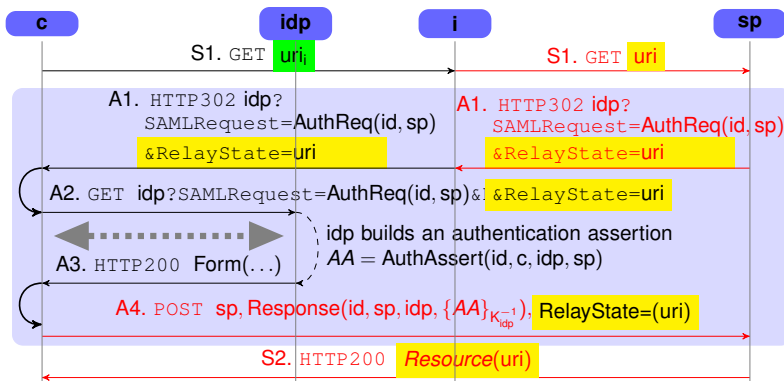 c idp i sp
S1. GET uri_i S1. GET uri
A1. HTTP302 idp? A1. HTTP302 idp?
SAMLRequest=AuthReq(id, sp) SAMLRequest=AuthReq(id, sp)
&RelayState=uri &RelayState=uri
A2. GET idp?SAMLRequest=AuthReq(id, sp)& &RelayState=uri
idp builds an authentication assertion
AA = AuthAssert(id, c, idp, sp)
A3. HTTP200 Form(...)
A4. POST sp, Response(id, sp, idp, {AA}_{K_{idp}^{-1}}), RelayState=(uri)
S2. HTTP200 Resource(uri)